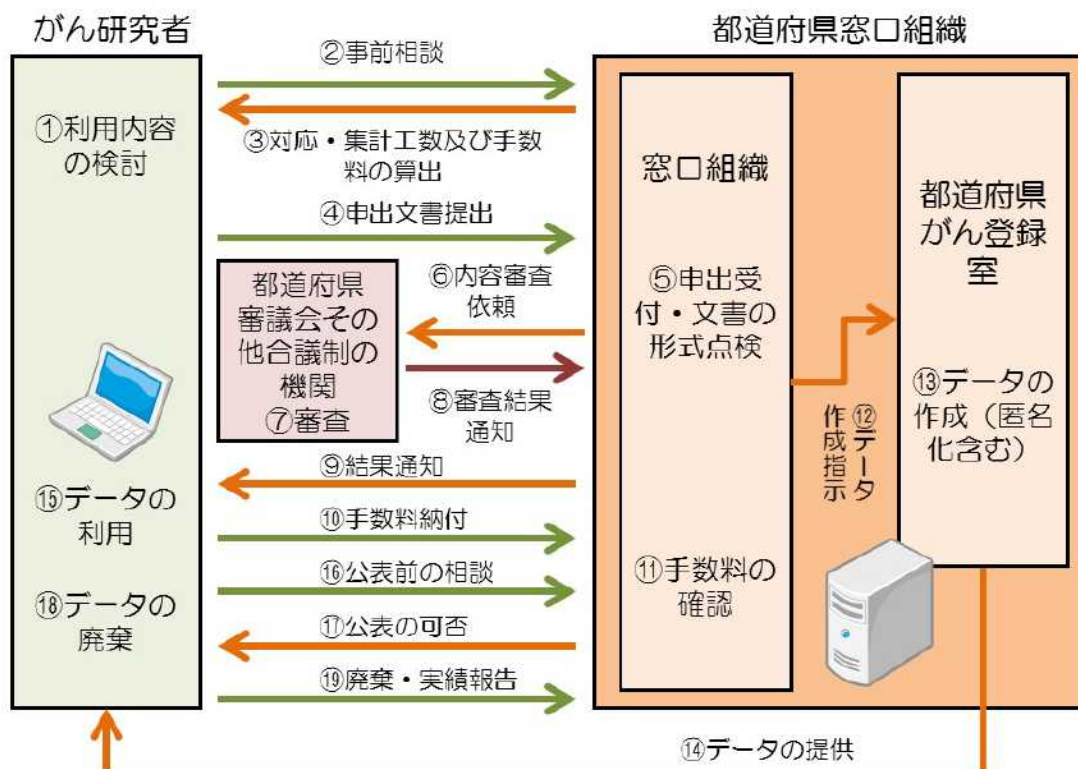 がん研究者
都道府県窓口組織
①利用内容
の検討
②事前相談
③対応・集計工数及び手数
料の算出
④申出文書提出
窓口組織
⑤申出受
付・文書の
形式点検
⑥内容審査
依頼
都道府県
審議会その
他合議制の
機関
⑦審査
⑧審査結果
通知
⑨結果通知
⑩手数料納付
⑪手数料の
確認
⑫データ
作成指示
都道府県
がん登録
室
⑬データの
作成（匿名
化含む）
⑭データの提供
⑮データの
利用
⑯公表前の相談
⑰公表の可否
⑱データの
廃棄
⑲廃棄・実績報告